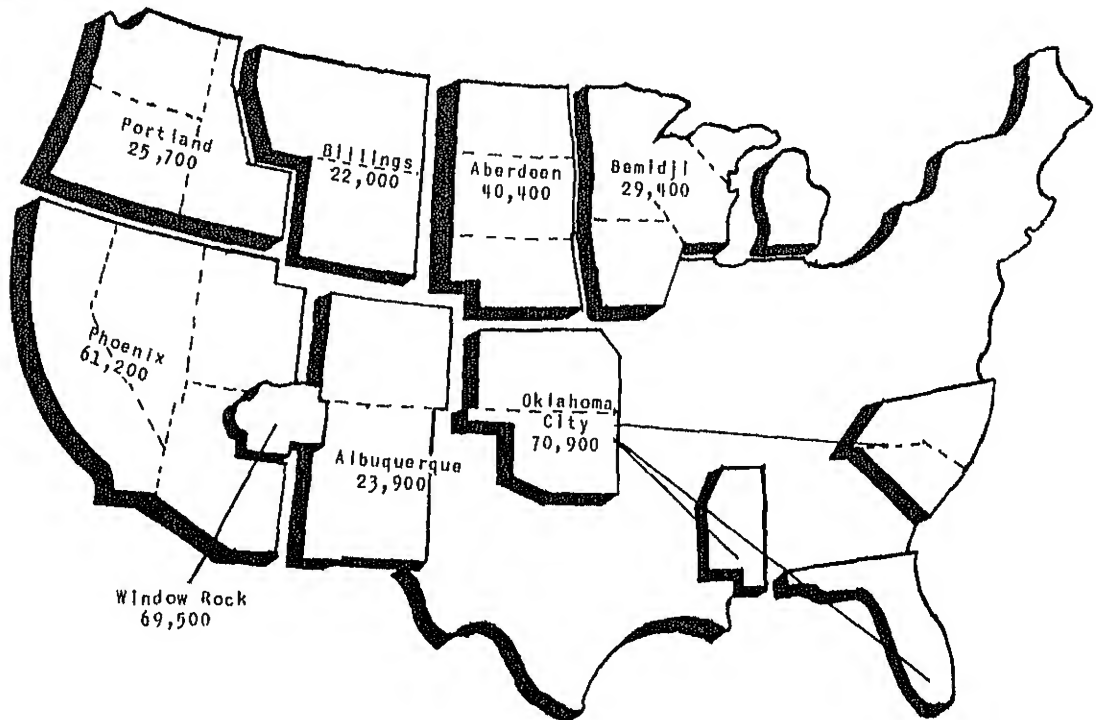 Portland
25,700
Billings
22,000
Aberdeen
40,400
Bemidji
29,400
Phoenix
61,200
Oklahoma
City
70,900
Albuquerque
23,900
Window Rock
69,500